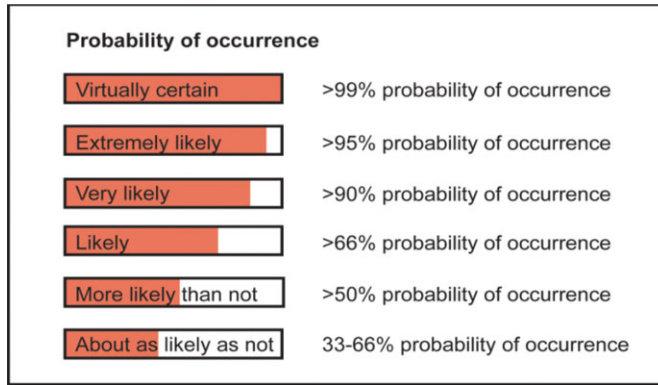 Probability of occurrence
Virtually certain >99% probability of occurrence
Extremely likely >95% probability of occurrence
Very likely >90% probability of occurrence
Likely >66% probability of occurrence
More likely than not >50% probability of occurrence
About as likely as not 33-66% probability of occurrence